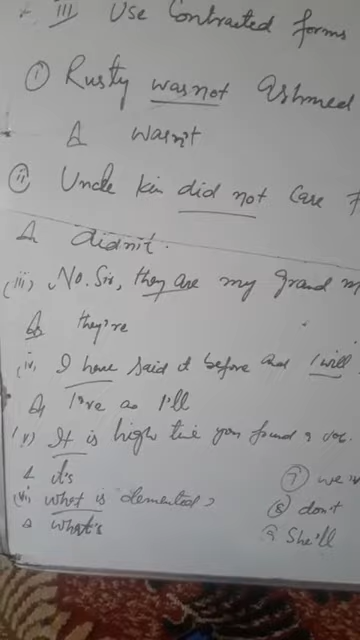 III Use Contracted forms
(i) Rusty was not ashmed
A wasn't
(ii) Uncle Ken did not care
A didn't.
(iii) No. Sir, they are my grand m
A they're
(iv) I have said it before and I will
A I've I'll
(v) It is high time you found a job.
A it's
(vi) what is demented?
A what's
(7) we
(8) don't
(9) She'll